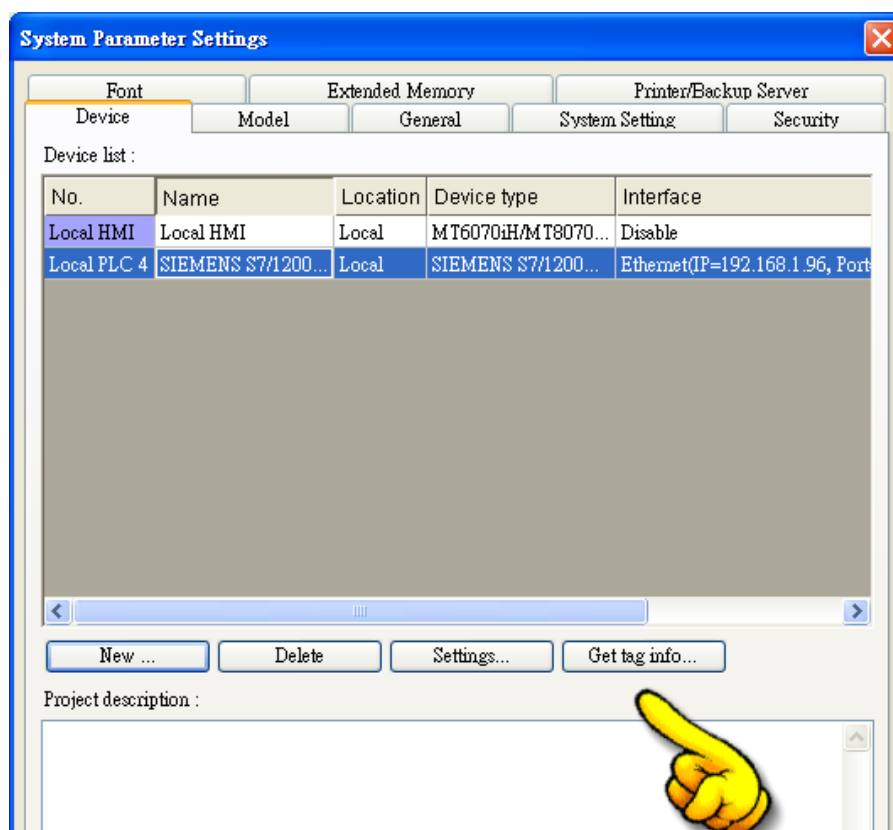 System Parameter Settings
Font Extended Memory Printer/Backup Server
Device Model General System Setting Security
Device list :
No. Name Location Device type Interface
Local HMI Local HMI Local MT6070iH/MT8070... Disable
Local PLC 4 SIEMENS S7/1200... Local SIEMENS S7/1200... Ethernet(IP=192.168.1.96, Port
New ... Delete Settings... Get tag info...
Project description :